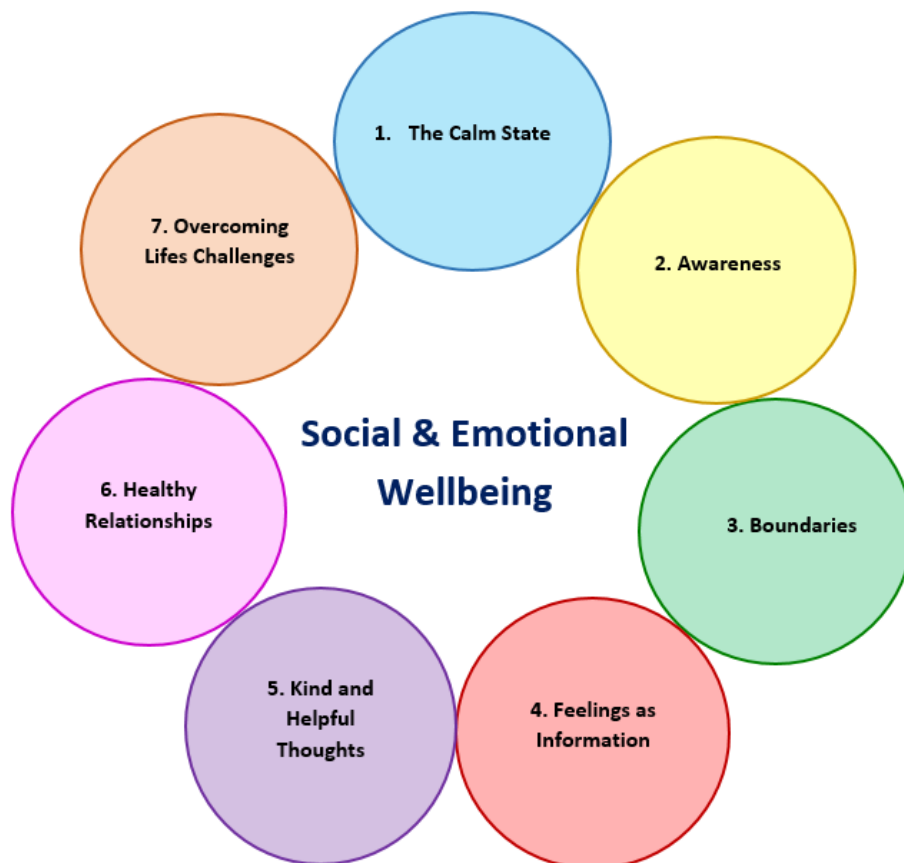 1. The Calm State
2. Awareness
3. Boundaries
4. Feelings as
Information
5. Kind and
Helpful
Thoughts
6. Healthy
Relationships
7. Overcoming
Lifes Challenges
Social & Emotional
Wellbeing